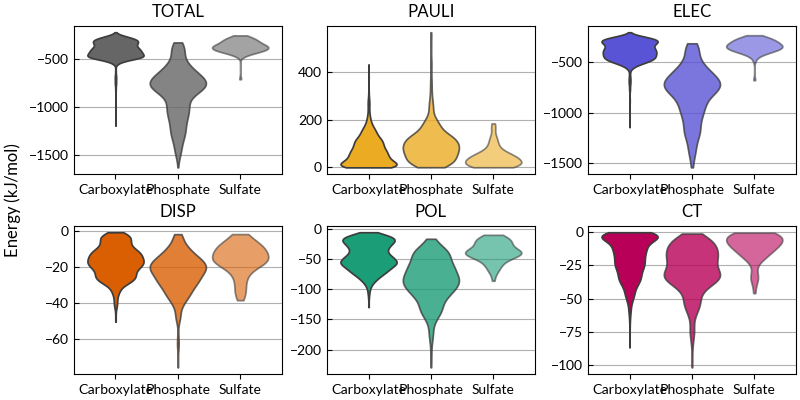 TOTAL PAULI ELEC
−500 −1000 −1500
400 200 0
−500 −1000 −1500
Carboxylate Phosphate Sulfate Carboxylate Phosphate Sulfate Carboxylate Phosphate Sulfate
Energy (kJ/mol)
DISP POL CT
0 −20 −40 −60
0 −50 −100 −150 −200
0 −25 −50 −75 −100
Carboxylate Phosphate Sulfate Carboxylate Phosphate Sulfate Carboxylate Phosphate Sulfate